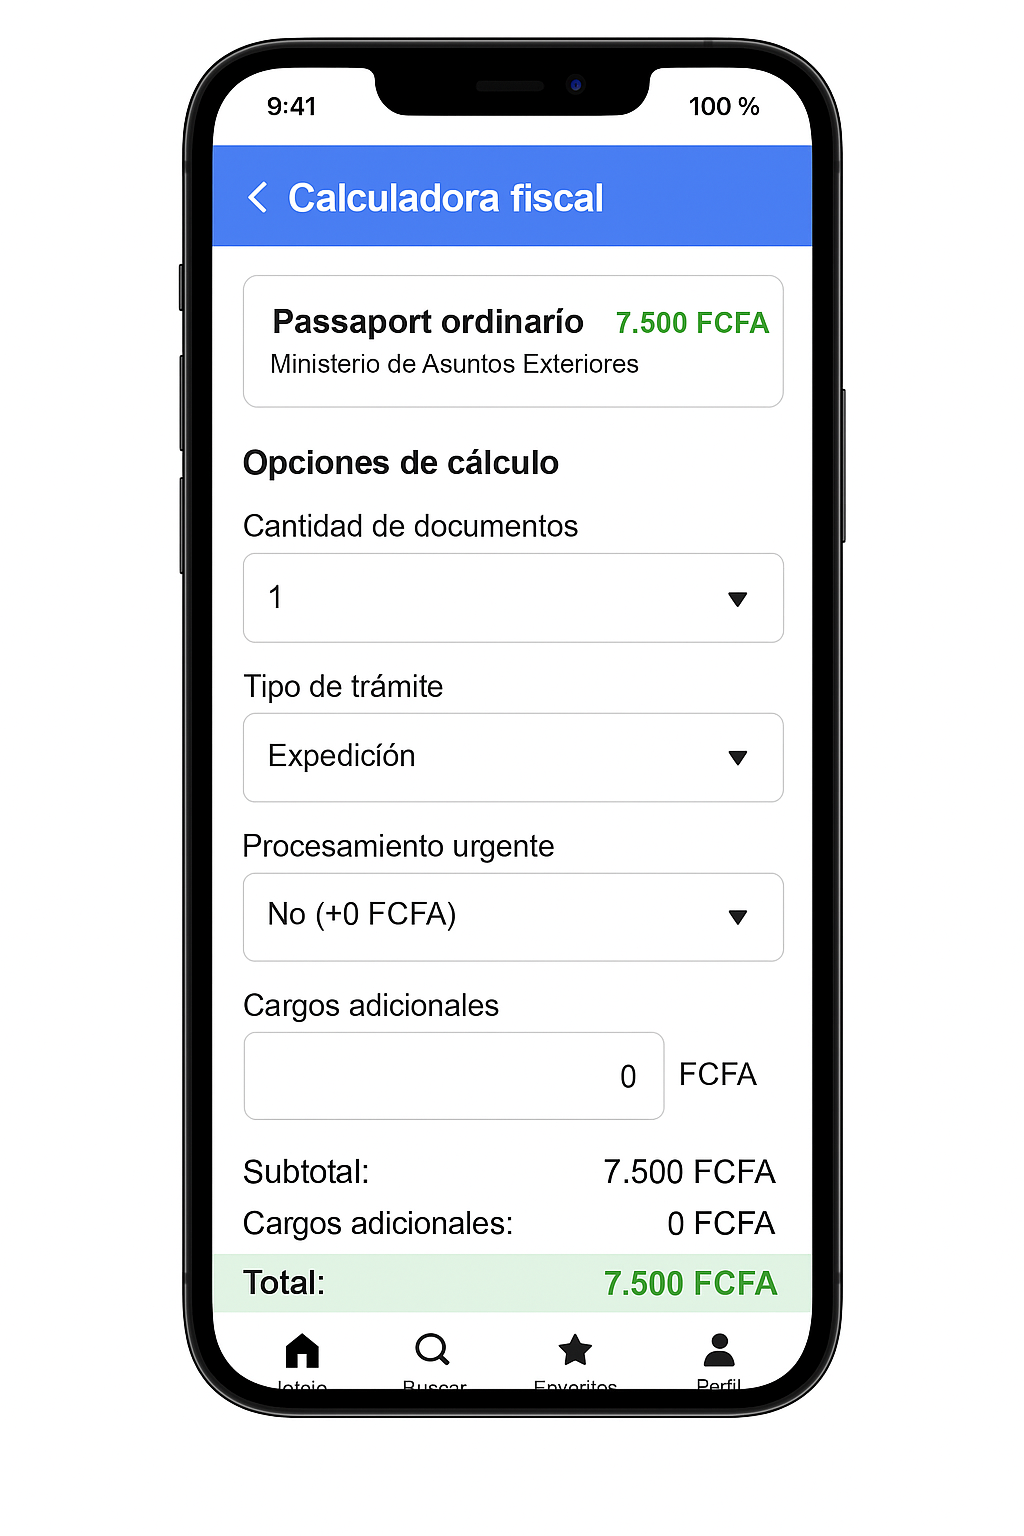 9:41
100 %
Calculadora fiscal
Passaport ordinarío 7.500 FCFA
Ministerio de Asuntos Exteriores
Opciones de cálculo
Cantidad de documentos
1
Tipo de trámite
Expedicíón
Procesamiento urgente
No (+0 FCFA)
Cargos adicionales
0 FCFA
Subtotal: 7.500 FCFA
Cargos adicionales: 0 FCFA
Total: 7.500 FCFA
Buscar
Perfil